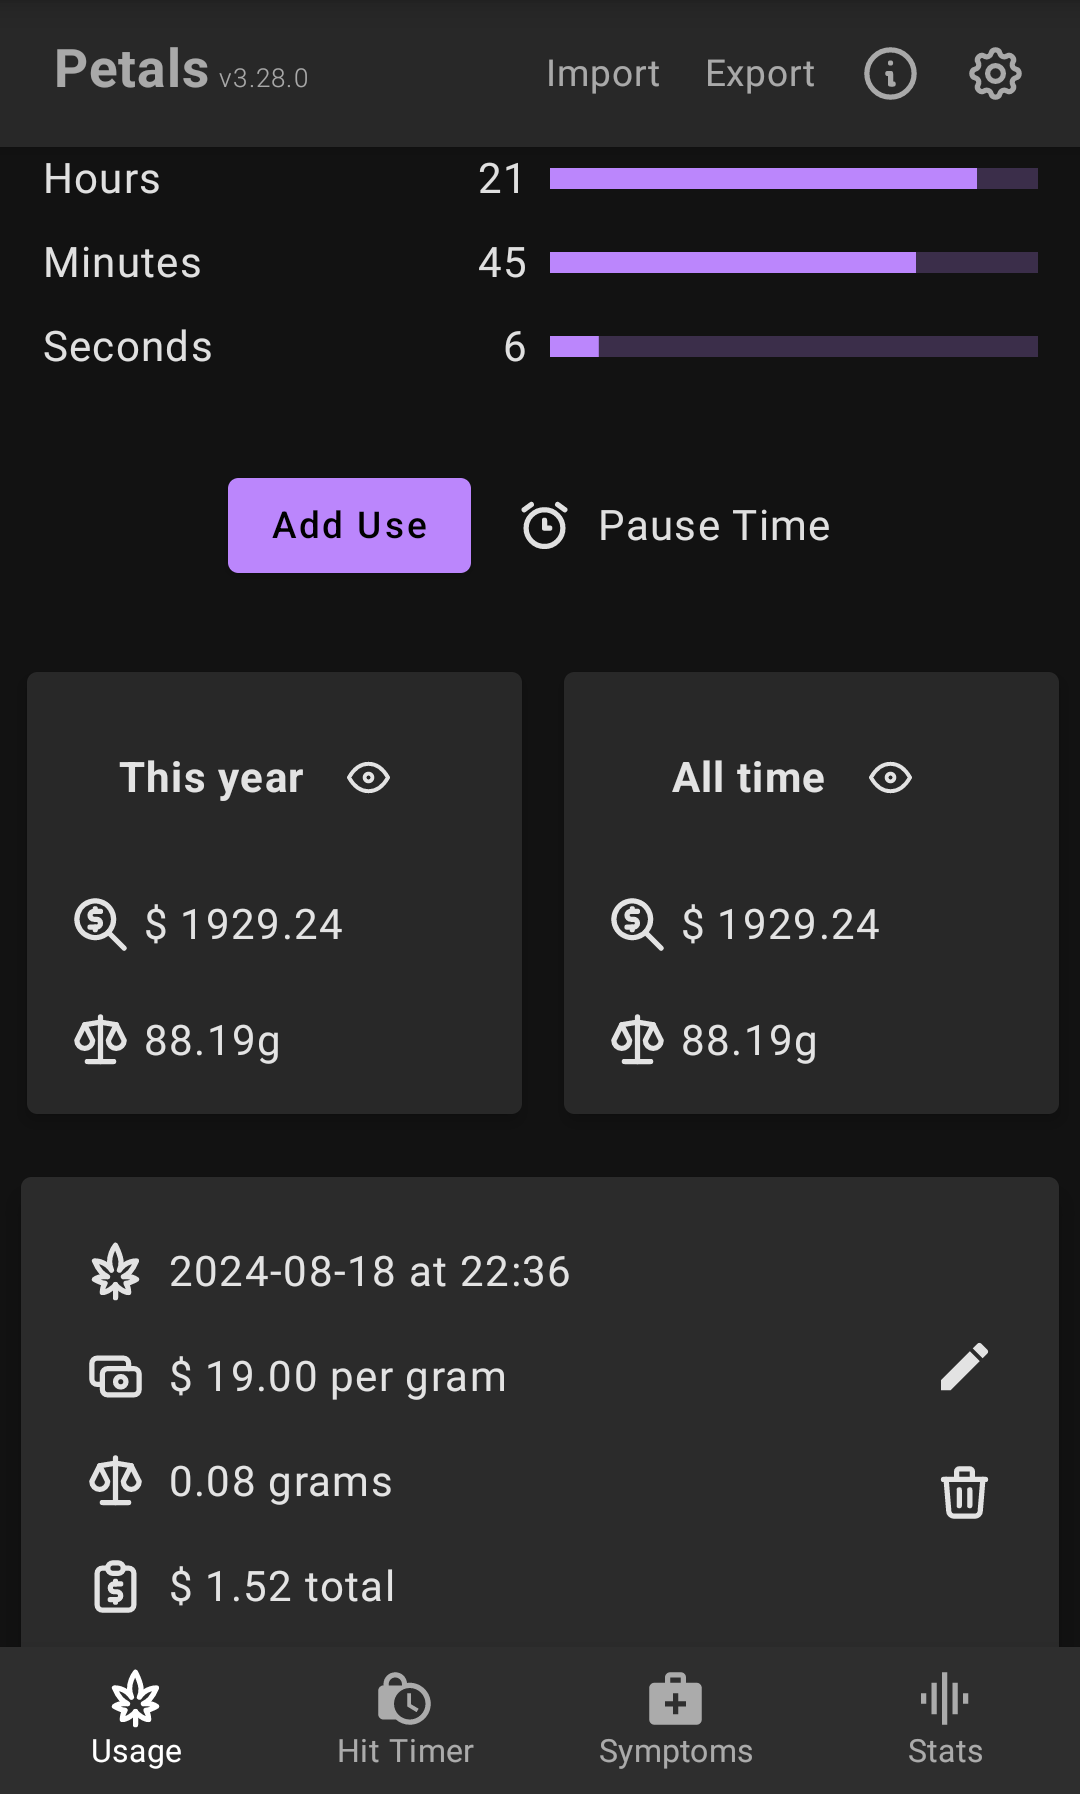 Petals v3.28.0 Import Export
Hours 21
Minutes 45
Seconds 6
Add Use Pause Time
This year
$ 1929.24
88.19g
All time
$ 1929.24
88.19g
2024-08-18 at 22:36
$ 19.00 per gram
0.08 grams
$ 1.52 total
Usage Hit Timer Symptoms Stats